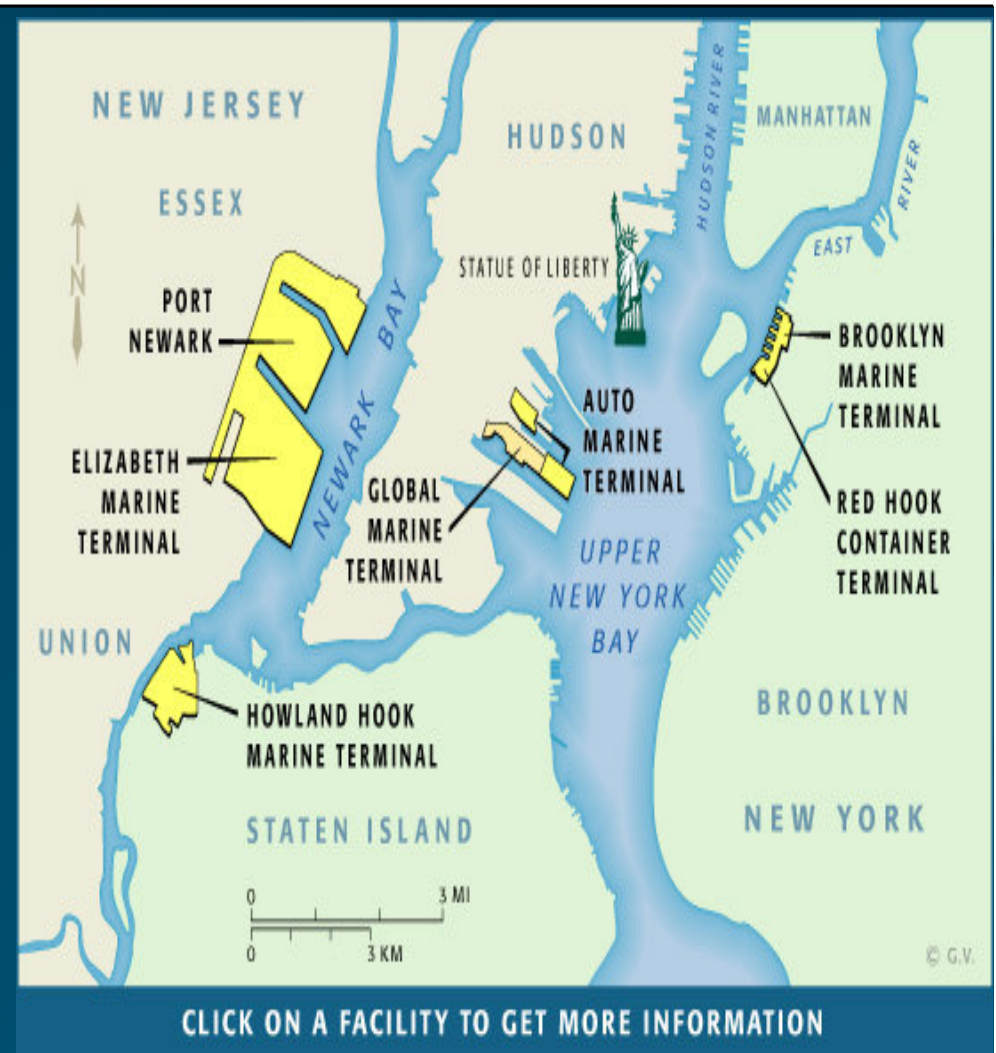 NEW JERSEY
ESSEX
HUDSON
HUDSON RIVER
MANHATTAN
EAST
RIVER
N
STATUE OF LIBERTY
PORT
NEWARK
NEWARK BAY
BROOKLYN
MARINE
TERMINAL
AUTO
MARINE
TERMINAL
ELIZABETH
MARINE
TERMINAL
GLOBAL
MARINE
TERMINAL
RED HOOK
CONTAINER
TERMINAL
UPPER
NEW YORK
BAY
UNION
HOWLAND HOOK
MARINE TERMINAL
BROOKLYN
STATEN ISLAND
NEW YORK
0 3 MI
0 3 KM
© G.V.
CLICK ON A FACILITY TO GET MORE INFORMATION